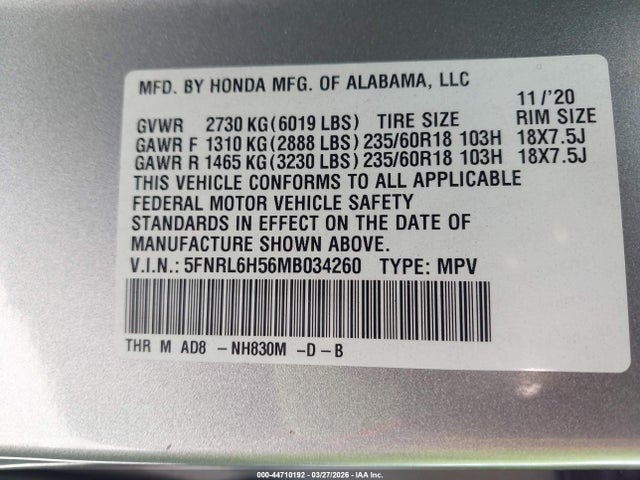 MFD. BY HONDA MFG. OF ALABAMA, LLC
11/'20
GVWR 2730 KG(6019 LBS) TIRE SIZE RIM SIZE
GAWR F 1310 KG(2888 LBS) 235/60R18 103H 18X7.5J
GAWR R 1465 KG(3230 LBS) 235/60R18 103H 18X7.5J
THIS VEHICLE CONFORMS TO ALL APPLICABLE
FEDERAL MOTOR VEHICLE SAFETY
STANDARDS IN EFFECT ON THE DATE OF
MANUFACTURE SHOWN ABOVE.
V.I.N.: 5FNRL6H56MB034260 TYPE: MPV
THR M AD8 - NH830M -D - B
000-44710192 - 03/27/2026 - IAA Inc.